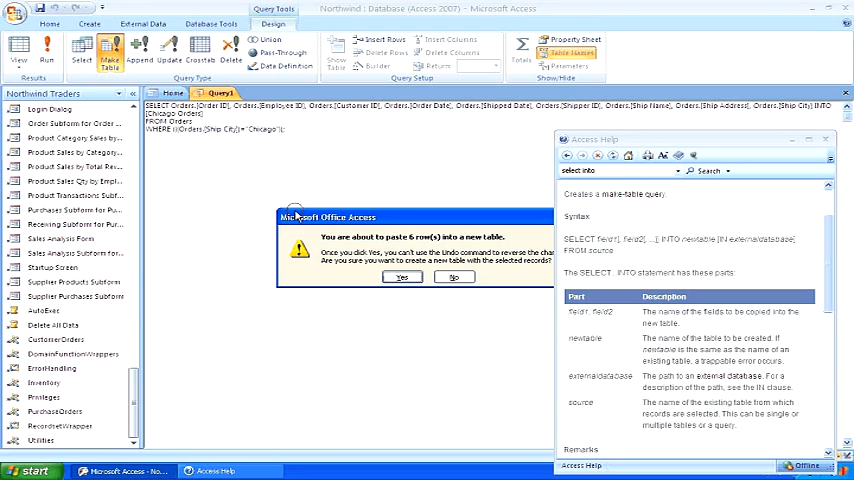 Northwind : Database (Access 2007) - Microsoft Access
Query Tools
Home
Create
External Data
Database Tools
Design
View
Run
Select
Make Table
Append
Update
Crosstab
Delete
Union
Pass-Through
Data Definition
Show Table
Insert Rows
Delete Rows
Builder
Insert Columns
Delete Columns
Return:
Totals
Property Sheet
Table Names
Parameters
Results
Query Type
Query Setup
Show/Hide
Northwind Traders
Home
Query1
Login Dialog
Order Subform for Order ...
Product Category Sales by...
Product Sales by Category
Product Sales by Total Rev...
Product Sales Qty by Empl...
Product Transactions Subf...
Purchases Subform for Pu...
Receiving Subform for Pu...
Sales Analysis Form
Sales Analysis Subform fo...
Startup Screen
Supplier Products Subform
Supplier Purchases Subform
AutoExec
Delete All Data
CustomerOrders
DomainFunctionWrappers
ErrorHandling
Inventory
Privileges
PurchaseOrders
RecordsetWrapper
Utilities
SELECT Orders.[Order ID], Orders.[Employee ID], Orders.[Customer ID], Orders.[Order Date], Orders.[Shipped Date], Orders.[Shipper ID], Orders.[Ship Name], Orders.[Ship Address], Orders.[Ship City] INTO
[Chicago Orders]
FROM Orders
WHERE (((Orders.[Ship City])="Chicago"));
Microsoft Office Access
You are about to paste 6 row(s) into a new table.
Once you click Yes, you can't use the Undo command to reverse the cha
Are you sure you want to create a new table with the selected records?
Yes
No
Access Help
select into
Search
Creates a make-table query.
Syntax
SELECT field1[, field2[, ...]] INTO newtable [IN externaldatabase]
FROM source
The SELECT...INTO statement has these parts:
Part
Description
field1, field2
The name of the fields to be copied into the
new table.
newtable
The name of the table to be created. If
newtable is the same as the name of an
existing table, a trappable error occurs.
externaldatabase
The path to an external database. For a
description of the path, see the IN clause.
source
The name of the existing table from which
records are selected. This can be single or
multiple tables or a query.
Remarks
Access Help
Offline
start
Microsoft Access - No...
Access Help